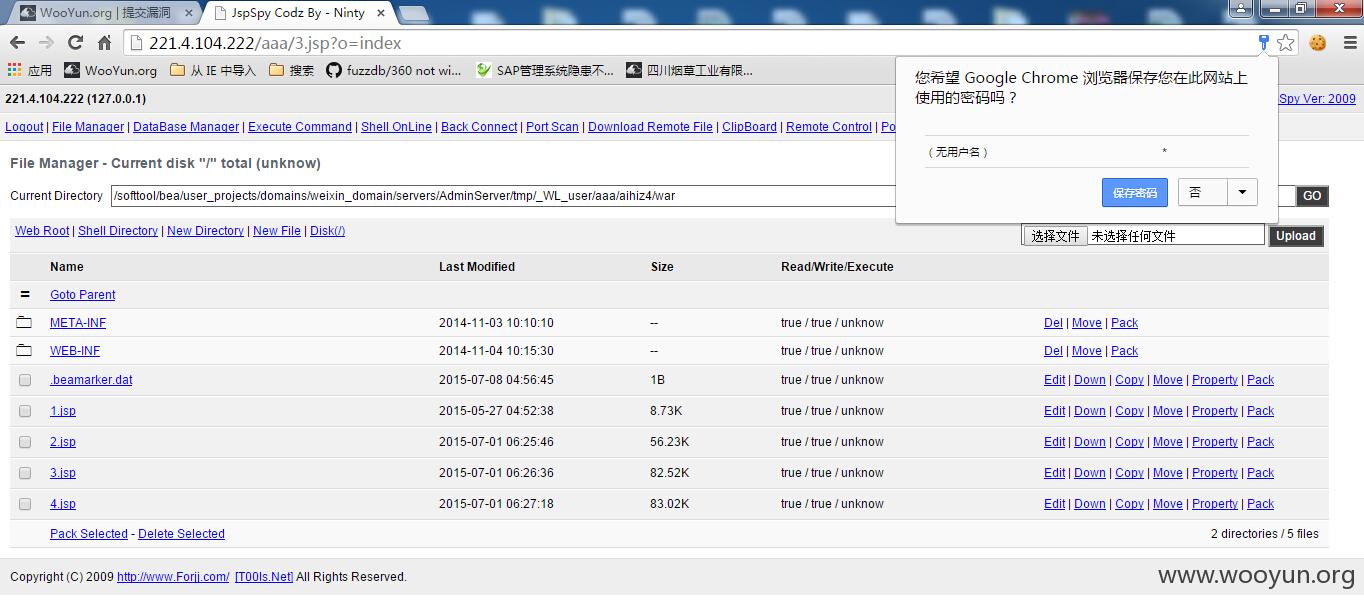 WooYun.org | 提交漏洞
JspSpy Codz By - Ninty
221.4.104.222/aaa/3.jsp?o=index
应用 WooYun.org 从 IE 中导入 搜索 fuzzdb/360 not wi... SAP管理系统隐患不... 四川烟草工业有限...
您希望 Google Chrome 浏览器保存您在此网站上
使用的密码吗？
（无用户名） *
保存密码 否
221.4.104.222 (127.0.0.1) Spy Ver: 2009
Logout | File Manager | DataBase Manager | Execute Command | Shell OnLine | Back Connect | Port Scan | Download Remote File | ClipBoard | Remote Control | Po
File Manager - Current disk "/" total (unknow)
Current Directory /softtool/bea/user_projects/domains/weixin_domain/servers/AdminServer/tmp/_WL_user/aaa/aihiz4/war GO
Web Root | Shell Directory | New Directory | New File | Disk(/) 选择文件 未选择任何文件 Upload
Name Last Modified Size Read/Write/Execute
= Goto Parent
META-INF 2014-11-03 10:10:10 -- true / true / unknow Del | Move | Pack
WEB-INF 2014-11-04 10:15:30 -- true / true / unknow Del | Move | Pack
.beamarker.dat 2015-07-08 04:56:45 1B true / true / unknow Edit | Down | Copy | Move | Property | Pack
1.jsp 2015-05-27 04:52:38 8.73K true / true / unknow Edit | Down | Copy | Move | Property | Pack
2.jsp 2015-07-01 06:25:46 56.23K true / true / unknow Edit | Down | Copy | Move | Property | Pack
3.jsp 2015-07-01 06:26:36 82.52K true / true / unknow Edit | Down | Copy | Move | Property | Pack
4.jsp 2015-07-01 06:27:18 83.02K true / true / unknow Edit | Down | Copy | Move | Property | Pack
Pack Selected - Delete Selected 2 directories / 5 files
Copyright (C) 2009 http://www.Forjj.com/ [T00ls.Net] All Rights Reserved.
www.wooyun.org